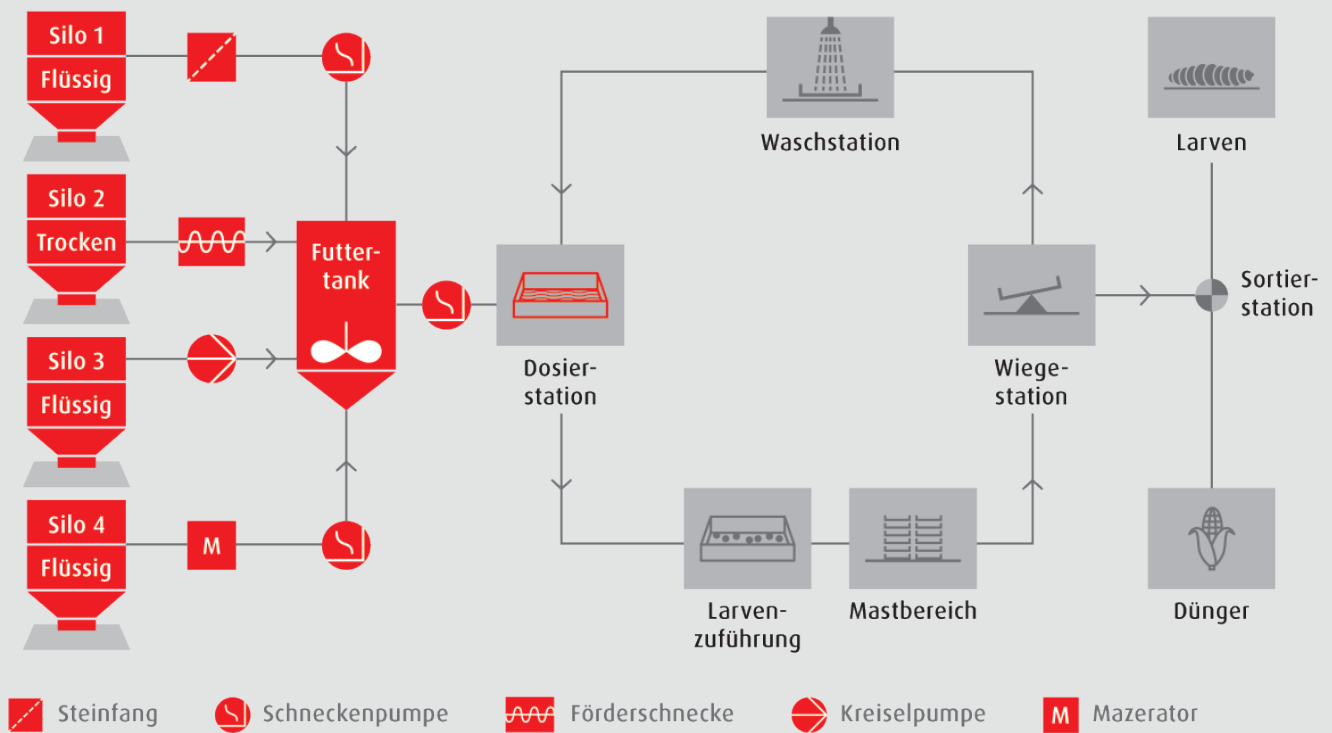 Silo 1
Flüssig
Silo 2
Trocken
Silo 3
Flüssig
Silo 4
Flüssig
M
Futter-
tank
Dosier-
station
Waschstation
Wiege-
station
Larven-
zuführung
Mastbereich
Larven
Sortier-
station
Dünger
Steinfang
Schneckenpumpe
Förderschnecke
Kreiselpumpe
M
Mazerator